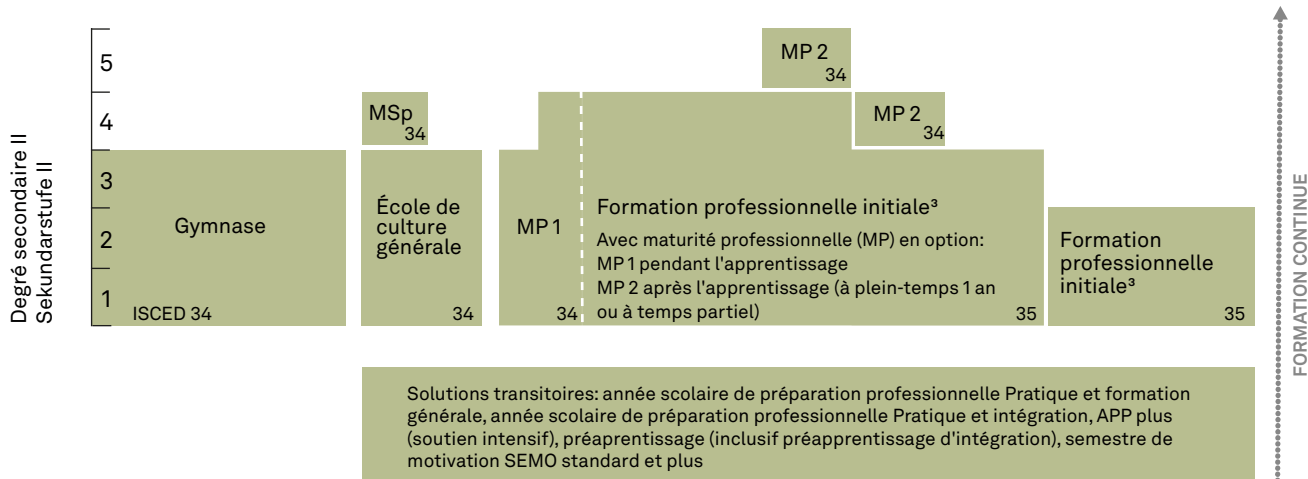 Degré secondaire II
Sekundarstufe II
5
4
3
2
1
MP 2
34
MSp
34
MP 2
34
Gymnase
ISCED 34
École de
culture
générale
34
MP 1
34
Formation professionnelle initiale³
Avec maturité professionnelle (MP) en option:
MP 1 pendant l'apprentissage
MP 2 après l'apprentissage (à plein-temps 1 an
ou à temps partiel)
35
Formation
professionnelle
initiale³
35
Solutions transitoires: année scolaire de préparation professionnelle Pratique et formation
générale, année scolaire de préparation professionnelle Pratique et intégration, APP plus
(soutien intensif), préaprentissage (inclusif préapprentissage d'intégration), semestre de
motivation SEMO standard et plus
FORMATION CONTINUE